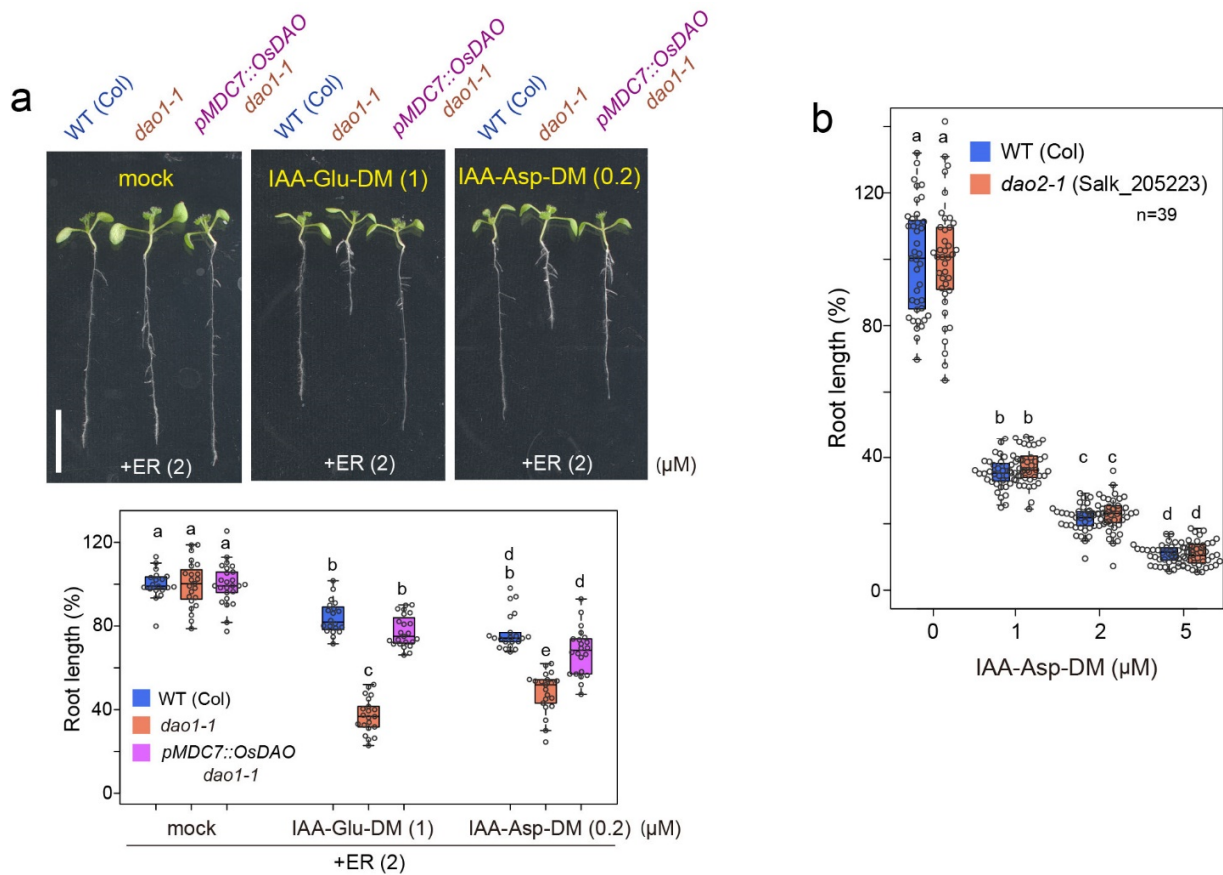 a
WT (Col)
dao1-1
pMDC7::OsDAO
dao1-1
WT (Col)
dao1-1
pMDC7::OsDAO
dao1-1
WT (Col)
dao1-1
pMDC7::OsDAO
dao1-1
mock
IAA-Glu-DM (1)
IAA-Asp-DM (0.2)
+ER (2)
+ER (2)
+ER (2)
(μM)
Root length (%)
120
80
40
0
a
a
a
b
c
b
d
b
e
d
WT (Col)
dao1-1
pMDC7::OsDAO
dao1-1
mock
IAA-Glu-DM (1)
IAA-Asp-DM (0.2)
(μM)
+ER (2)
b
Root length (%)
120
80
40
0
a
a
WT (Col)
dao2-1 (Salk_205223)
n=39
b
b
c
c
d
d
0
1
2
5
IAA-Asp-DM (μM)